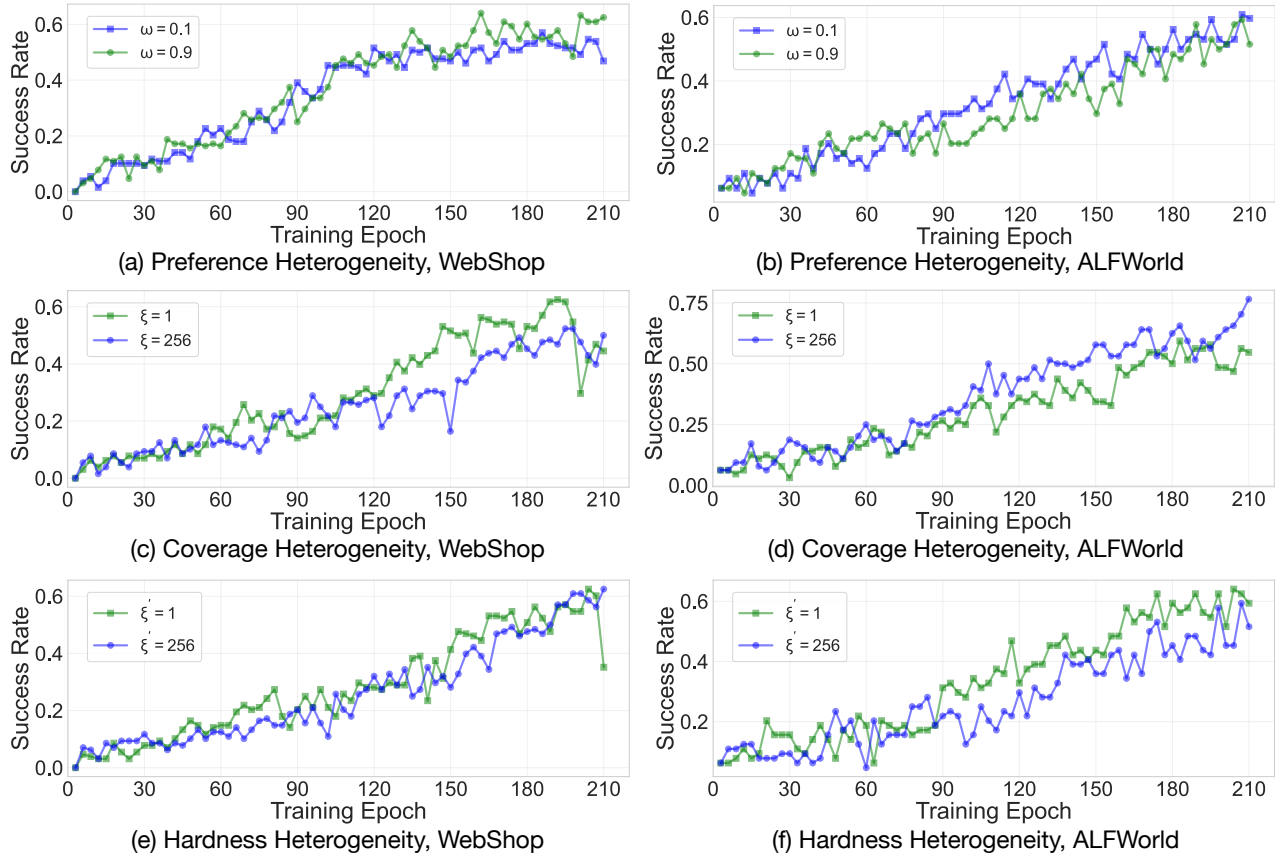 Success Rate
0.6
0.4
0.2
0.0
ω = 0.1
ω = 0.9
0 30 60 90 120 150 180 210
Training Epoch
(a) Preference Heterogeneity, WebShop
Success Rate
0.6
0.4
0.2
ω = 0.1
ω = 0.9
0 30 60 90 120 150 180 210
Training Epoch
(b) Preference Heterogeneity, ALFWorld
Success Rate
0.6
0.4
0.2
0.0
ξ = 1
ξ = 256
0 30 60 90 120 150 180 210
Training Epoch
(c) Coverage Heterogeneity, WebShop
Success Rate
0.75
0.50
0.25
0.00
ξ = 1
ξ = 256
0 30 60 90 120 150 180 210
Training Epoch
(d) Coverage Heterogeneity, ALFWorld
Success Rate
0.6
0.4
0.2
0.0
ξ′ = 1
ξ′ = 256
0 30 60 90 120 150 180 210
Training Epoch
(e) Hardness Heterogeneity, WebShop
Success Rate
0.6
0.4
0.2
ξ′ = 1
ξ′ = 256
0 30 60 90 120 150 180 210
Training Epoch
(f) Hardness Heterogeneity, ALFWorld